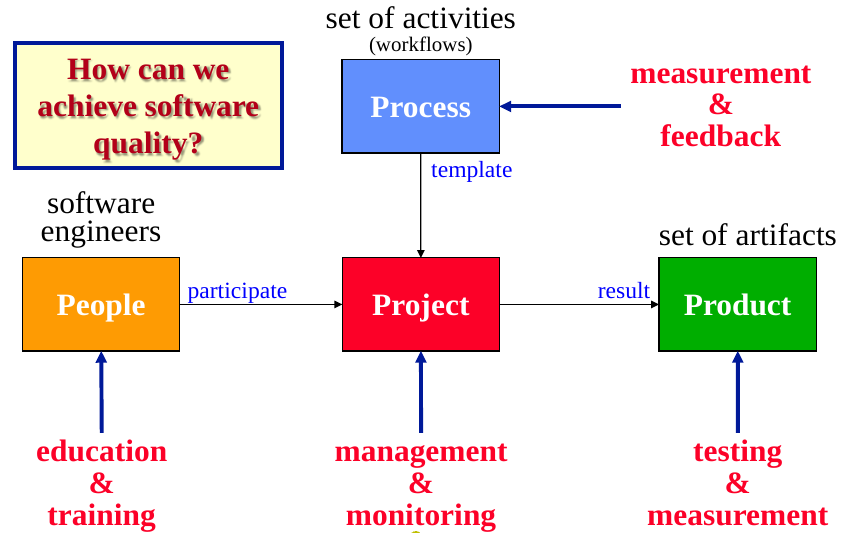 set of activities
(workflows)
How can we
achieve software
quality?
Process
measurement
&
feedback
template
software
engineers
set of artifacts
People
participate
Project
result
Product
education
&
training
management
&
monitoring
testing
&
measurement